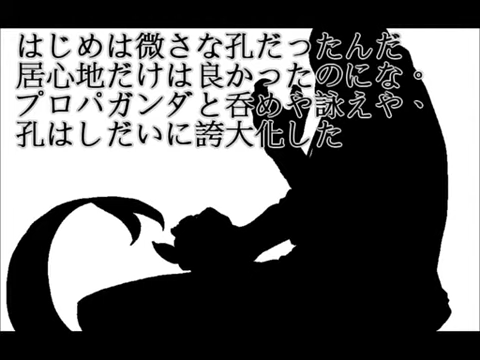 はじめは微さな孔だったんだ
居心地だけは良かったのにな。
プロパガンダと呑めや詠えや、
孔はしだいに誇大化した